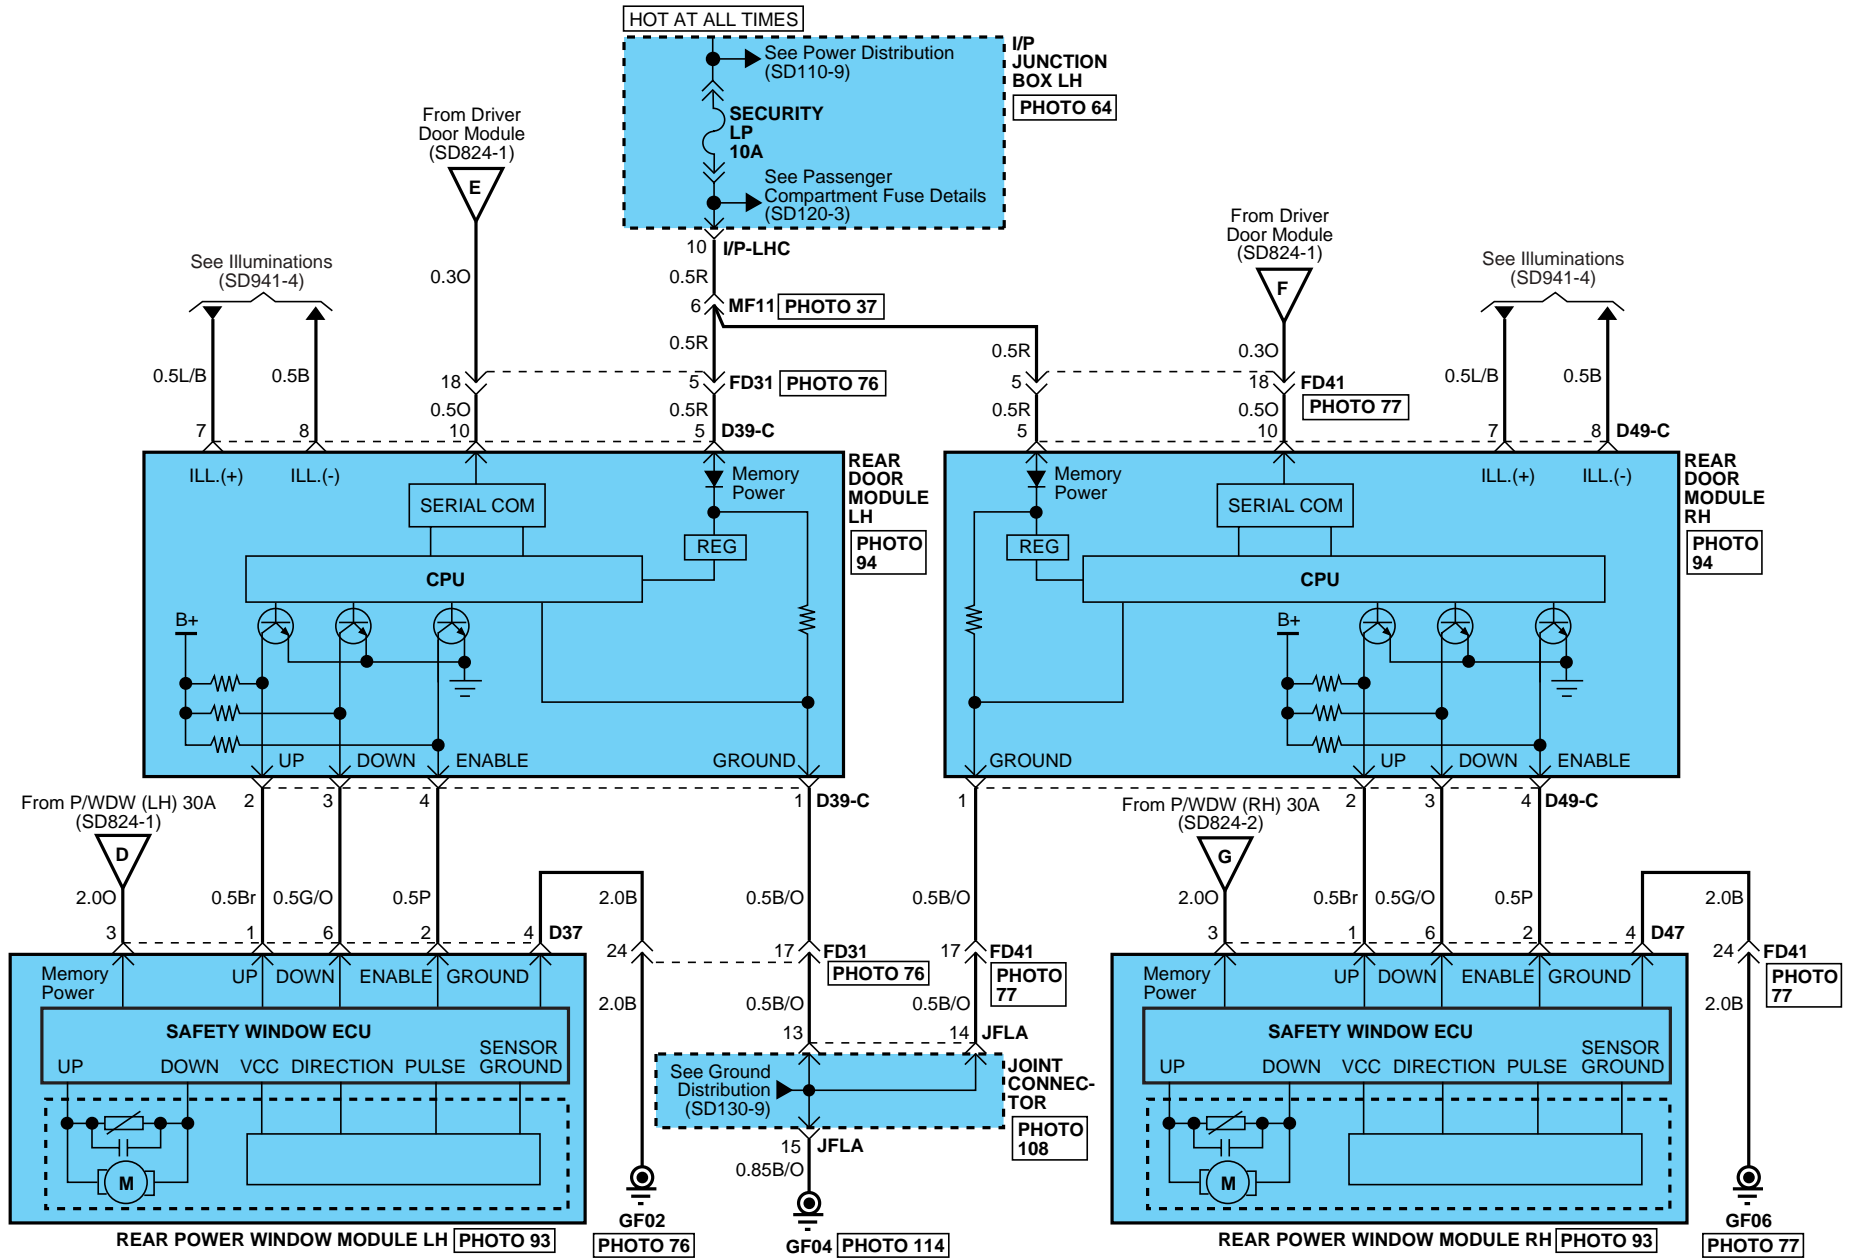 HOT AT ALL TIMES
See Power Distribution
(SD110-9)
SECURITY
LP
10A
See Passenger
Compartment Fuse Details
(SD120-3)
I/P
JUNCTION
BOX LH
PHOTO 64
From Driver
Door Module
(SD824-1)
E
0.3O
10 I/P-LHC
0.5R
6 MF11 PHOTO 37
0.5R
0.5R
From Driver
Door Module
(SD824-1)
F
0.3O
See Illuminations
(SD941-4)
0.5L/B
0.5B
See Illuminations
(SD941-4)
0.5L/B
0.5B
18
5 FD31 PHOTO 76
5
18 FD41
PHOTO 77
0.5O
0.5R
0.5R
0.5O
7
8
10
5 D39-C
5
10
7
8 D49-C
ILL.(+)
ILL.(-)
SERIAL COM
Memory
Power
REG
CPU
B+
UP
DOWN
ENABLE
GROUND
REAR
DOOR
MODULE
LH
PHOTO
94
Memory
Power
SERIAL COM
ILL.(+)
ILL.(-)
REG
CPU
B+
GROUND
UP
DOWN
ENABLE
REAR
DOOR
MODULE
RH
PHOTO
94
From P/WDW (LH) 30A
(SD824-1)
D
2.0O
2
3
4
1 D39-C
1
From P/WDW (RH) 30A
(SD824-2)
G
2.0O
2
3
4 D49-C
0.5Br
0.5G/O
0.5P
2.0B
0.5B/O
0.5B/O
0.5Br
0.5G/O
0.5P
2.0B
3
1
6
2
4 D37
24
17 FD31
PHOTO 76
17 FD41
PHOTO
77
3
1
6
2
4 D47
24 FD41
PHOTO
77
2.0B
0.5B/O
0.5B/O
2.0B
Memory
Power
UP
DOWN
ENABLE
GROUND
SAFETY WINDOW ECU
UP
DOWN
VCC
DIRECTION
PULSE
SENSOR
GROUND
M
REAR POWER WINDOW MODULE LH PHOTO 93
13
14 JFLA
See Ground
Distribution
(SD130-9)
JOINT
CONNEC-
TOR
PHOTO
108
15 JFLA
0.85B/O
GF02
PHOTO 76
GF04 PHOTO 114
Memory
Power
UP
DOWN
ENABLE
GROUND
SAFETY WINDOW ECU
UP
DOWN
VCC
DIRECTION
PULSE
SENSOR
GROUND
M
REAR POWER WINDOW MODULE RH PHOTO 93
GF06
PHOTO 77